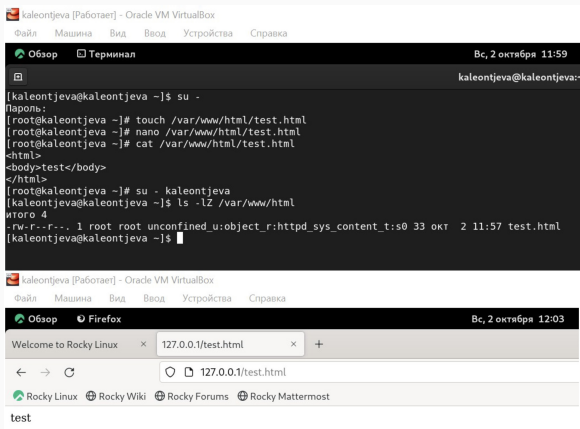 kaleontjeva [Работает] - Oracle VM VirtualBox
Файл Машина Вид Ввод Устройства Справка
Обзор Терминал Вс, 2 октября 11:59
kaleontjeva@kaleontjeva:~
[kaleontjeva@kaleontjeva ~]$ su -
Пароль:
[root@kaleontjeva ~]# touch /var/www/html/test.html
[root@kaleontjeva ~]# nano /var/www/html/test.html
[root@kaleontjeva ~]# cat /var/www/html/test.html
<html>
<body>test</body>
</html>
[root@kaleontjeva ~]# su - kaleontjeva
[kaleontjeva@kaleontjeva ~]$ ls -lZ /var/www/html
итого 4
-rw-r--r--. 1 root root unconfined_u:object_r:httpd_sys_content_t:s0 33 окт  2 11:57 test.html
[kaleontjeva@kaleontjeva ~]$
kaleontjeva [Работает] - Oracle VM VirtualBox
Файл Машина Вид Ввод Устройства Справка
Обзор Firefox Вс, 2 октября 12:03
Welcome to Rocky Linux × 127.0.0.1/test.html × +
127.0.0.1/test.html
Rocky Linux Rocky Wiki Rocky Forums Rocky Mattermost
test